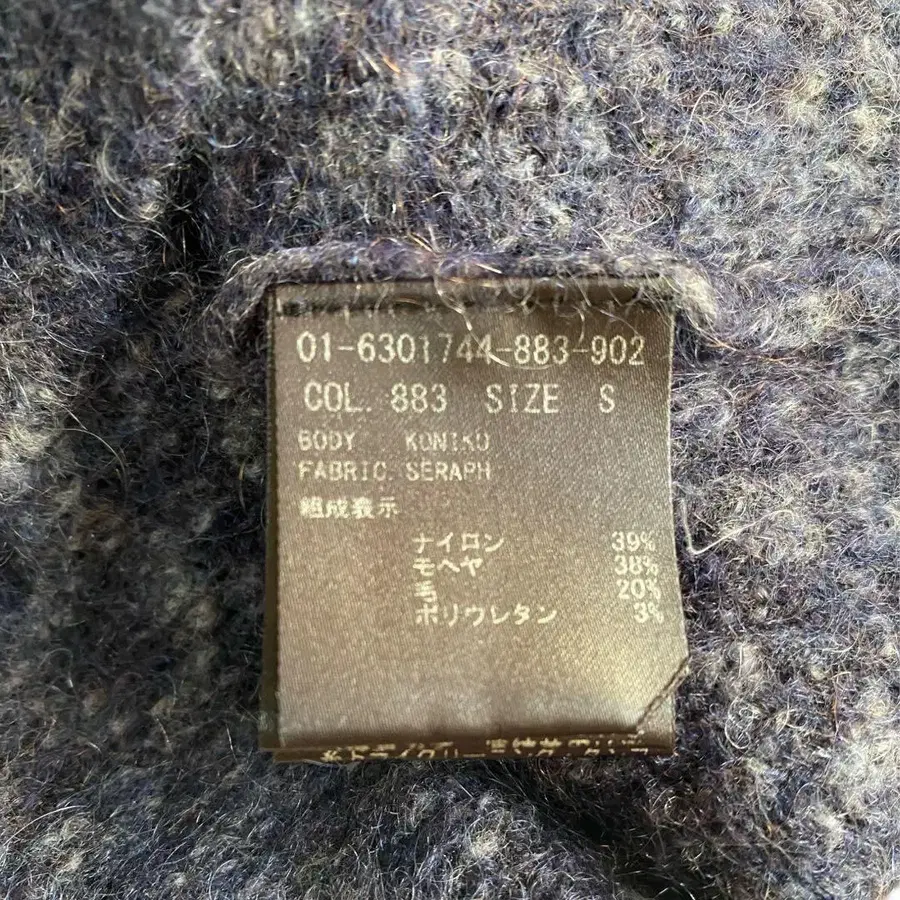 01-6301744-883-902
COL. 883 SIZE S
BODY KONIKO
FABRIC. SERAPH
組成表示
ナイロン 39%
モヘヤ 38%
毛 20%
ポリウレタン 3%